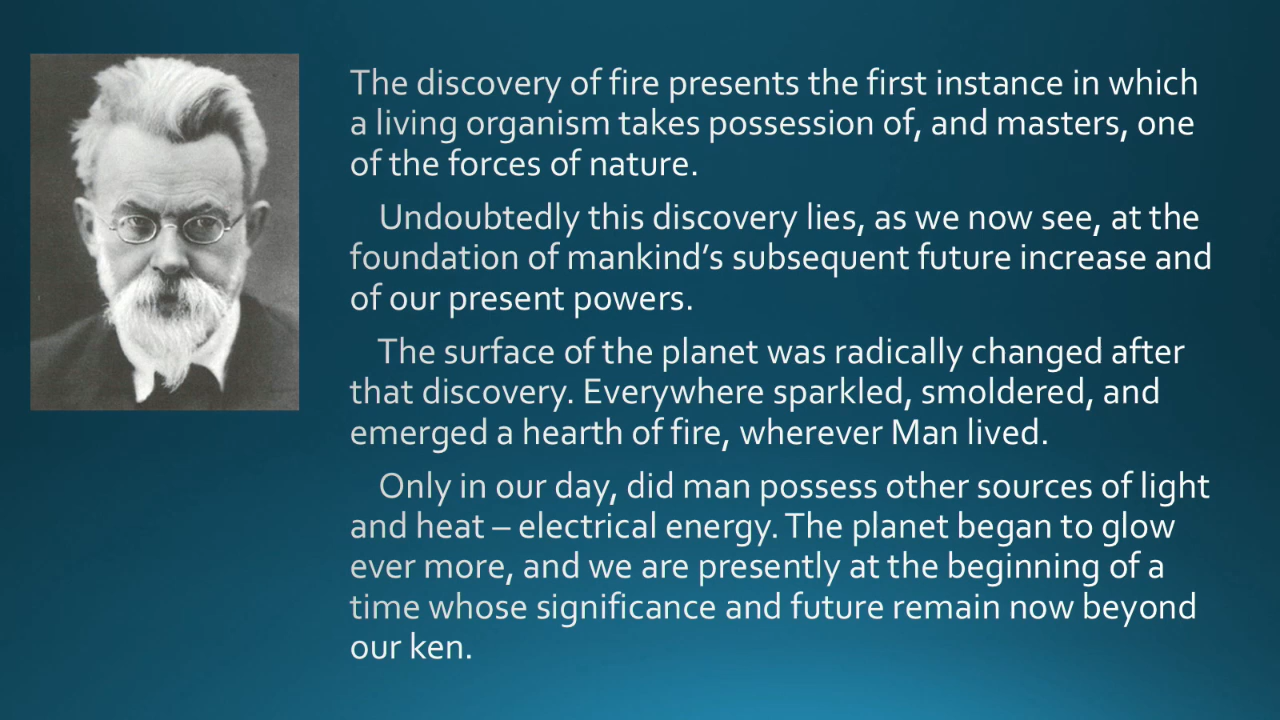 The discovery of fire presents the first instance in which
a living organism takes possession of, and masters, one
of the forces of nature.
Undoubtedly this discovery lies, as we now see, at the
foundation of mankind’s subsequent future increase and
of our present powers.
The surface of the planet was radically changed after
that discovery. Everywhere sparkled, smoldered, and
emerged a hearth of fire, wherever Man lived.
Only in our day, did man possess other sources of light
and heat – electrical energy. The planet began to glow
ever more, and we are presently at the beginning of a
time whose significance and future remain now beyond
our ken.